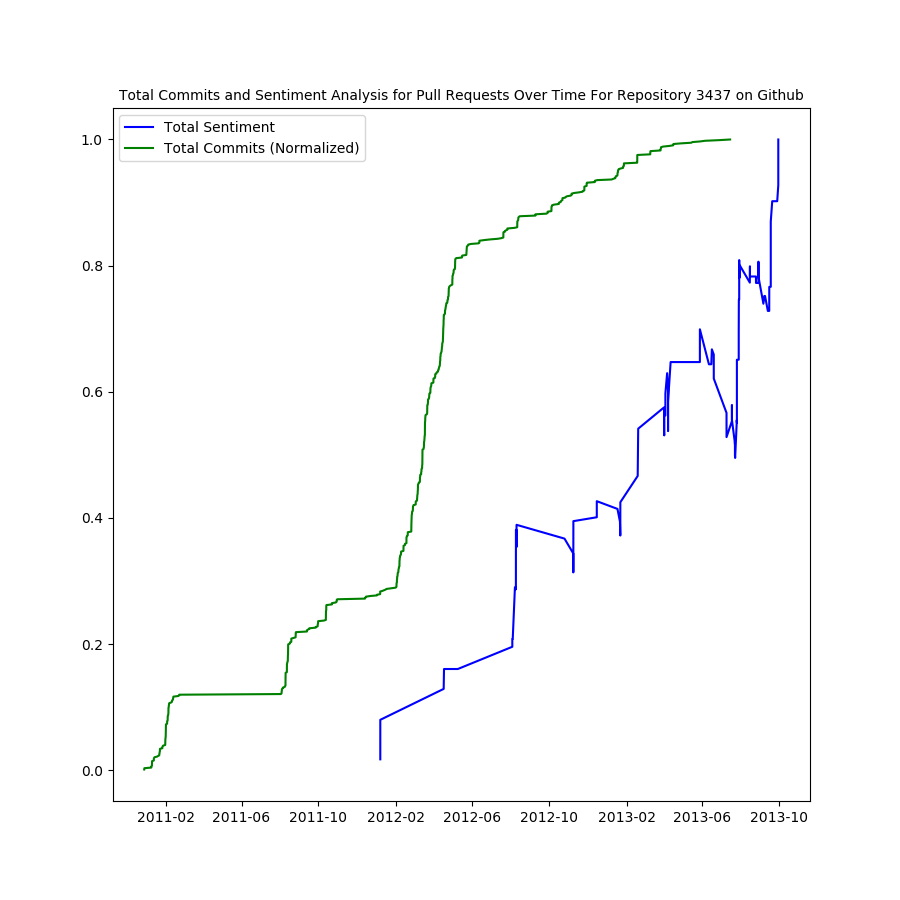 Total Commits and Sentiment Analysis for Pull Requests Over Time For Repository 3437 on Github
Total Sentiment
Total Commits (Normalized)
1.0
0.8
0.6
0.4
0.2
0.0
2011-02 2011-06 2011-10 2012-02 2012-06 2012-10 2013-02 2013-06 2013-10